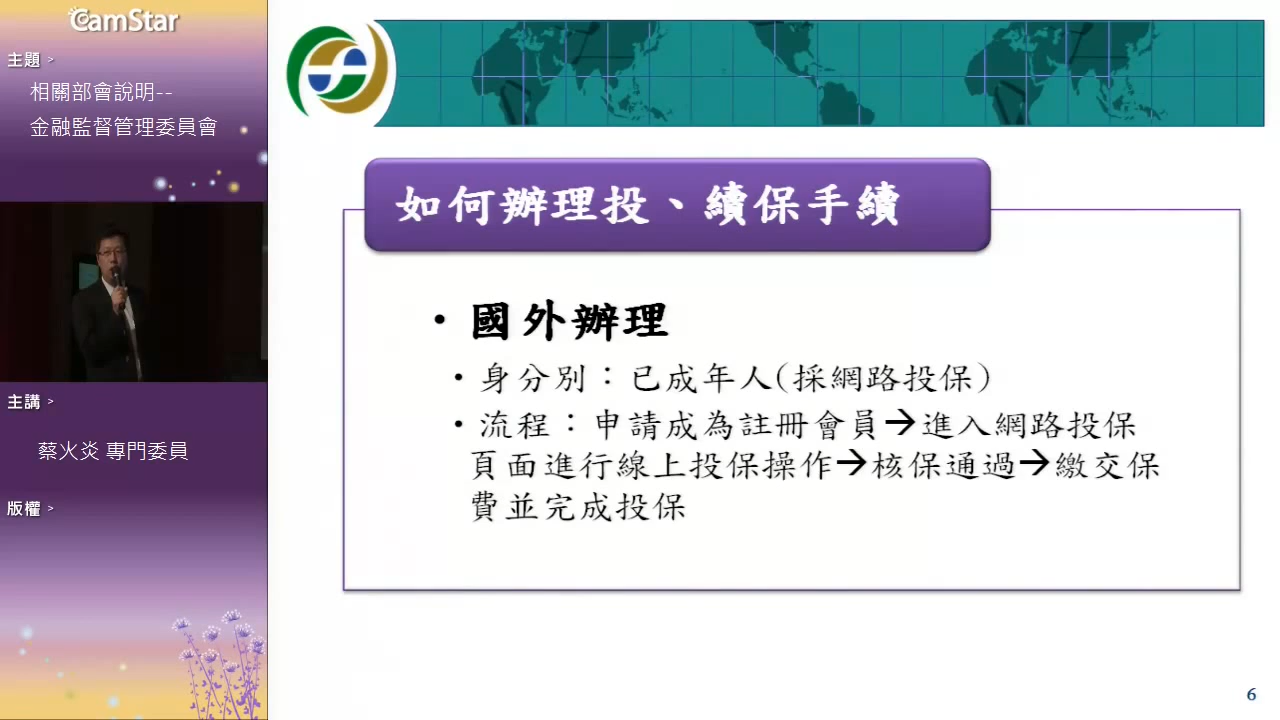 CamStar
主題 >
相關部會說明--
金融監督管理委員會
主講 >
蔡火炎 專門委員
版權 >
如何辦理投、續保手續
• 國外辦理
• 身分別：已成年人(採網路投保)
• 流程：申請成為註冊會員→進入網路投保
頁面進行線上投保操作→核保通過→繳交保
費並完成投保
6